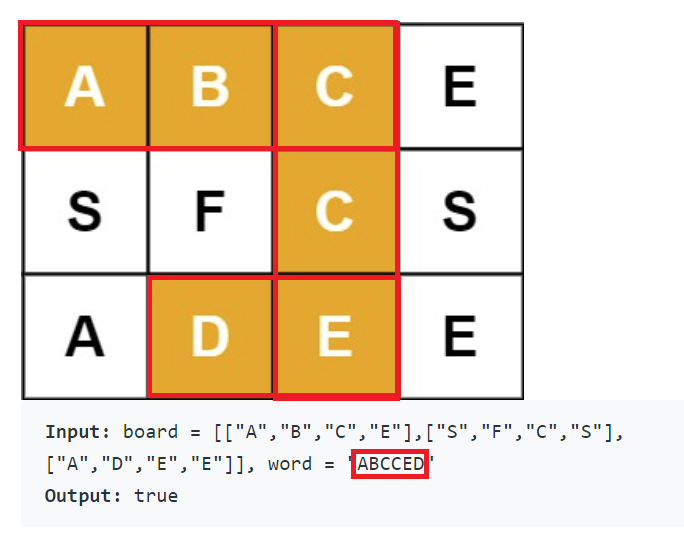 A B C E
S F C S
A D E E
Input: board = [["A","B","C","E"],["S","F","C","S"],
["A","D","E","E"]], word = "ABCCED"
Output: true